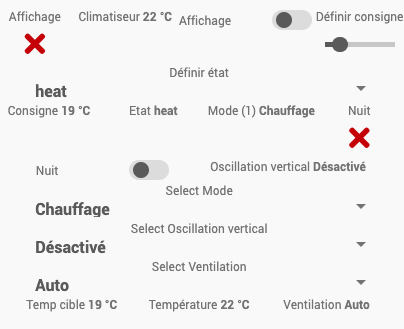 Affichage Climatiseur 22 °C Affichage Définir consigne
Définir état
heat
Consigne 19 °C Etat heat Mode (1) Chauffage Nuit
Nuit Oscillation vertical Désactivé
Select Mode
Chauffage
Select Oscillation vertical
Désactivé
Select Ventilation
Auto
Temp cible 19 °C Température 22 °C Ventilation Auto